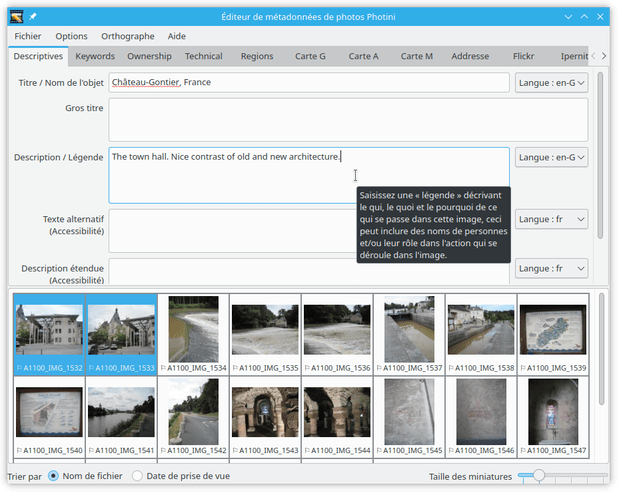 Éditeur de métadonnées de photos Photini
Fichier Options Orthographe Aide
Descriptives Keywords Ownership Technical Regions Carte G Carte A Carte M Adresse Flickr Ipernit
Titre / Nom de l'objet Château-Gontier, France Langue : en-G
Gros titre
Description / Légende The town hall. Nice contrast of old and new architecture. Langue : en-G
Saisissez une « légende » décrivant
le qui, le quoi et le pourquoi de ce
qui se passe dans cette image, ceci
peut inclure des noms de personnes
et/ou leur rôle dans l'action qui se
déroule dans l'image.
Texte alternatif
(Accessibilité)
Langue : fr
Description étendue
(Accessibilité)
Langue : fr
A1100_IMG_1532 A1100_IMG_1533 A1100_IMG_1534 A1100_IMG_1535 A1100_IMG_1536 A1100_IMG_1537 A1100_IMG_1538 A1100_IMG_1539
A1100_IMG_1540 A1100_IMG_1541 A1100_IMG_1542 A1100_IMG_1543 A1100_IMG_1544 A1100_IMG_1545 A1100_IMG_1546 A1100_IMG_1547
Trier par Nom de fichier Date de prise de vue Taille des miniatures